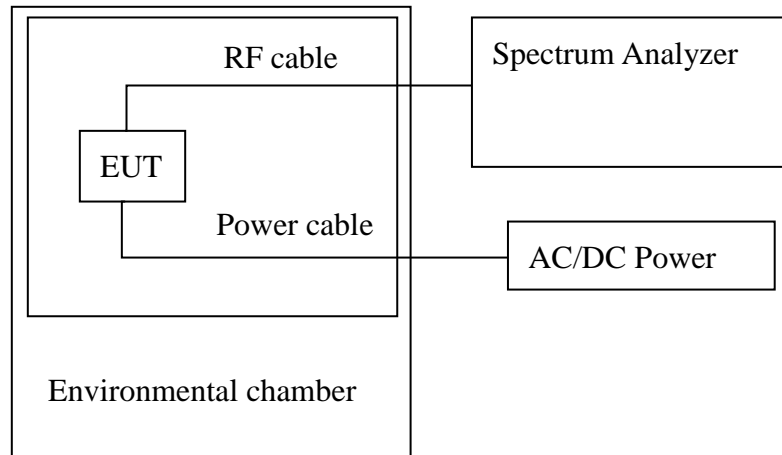 RF cable
Spectrum Analyzer
EUT
Power cable
AC/DC Power
Environmental chamber